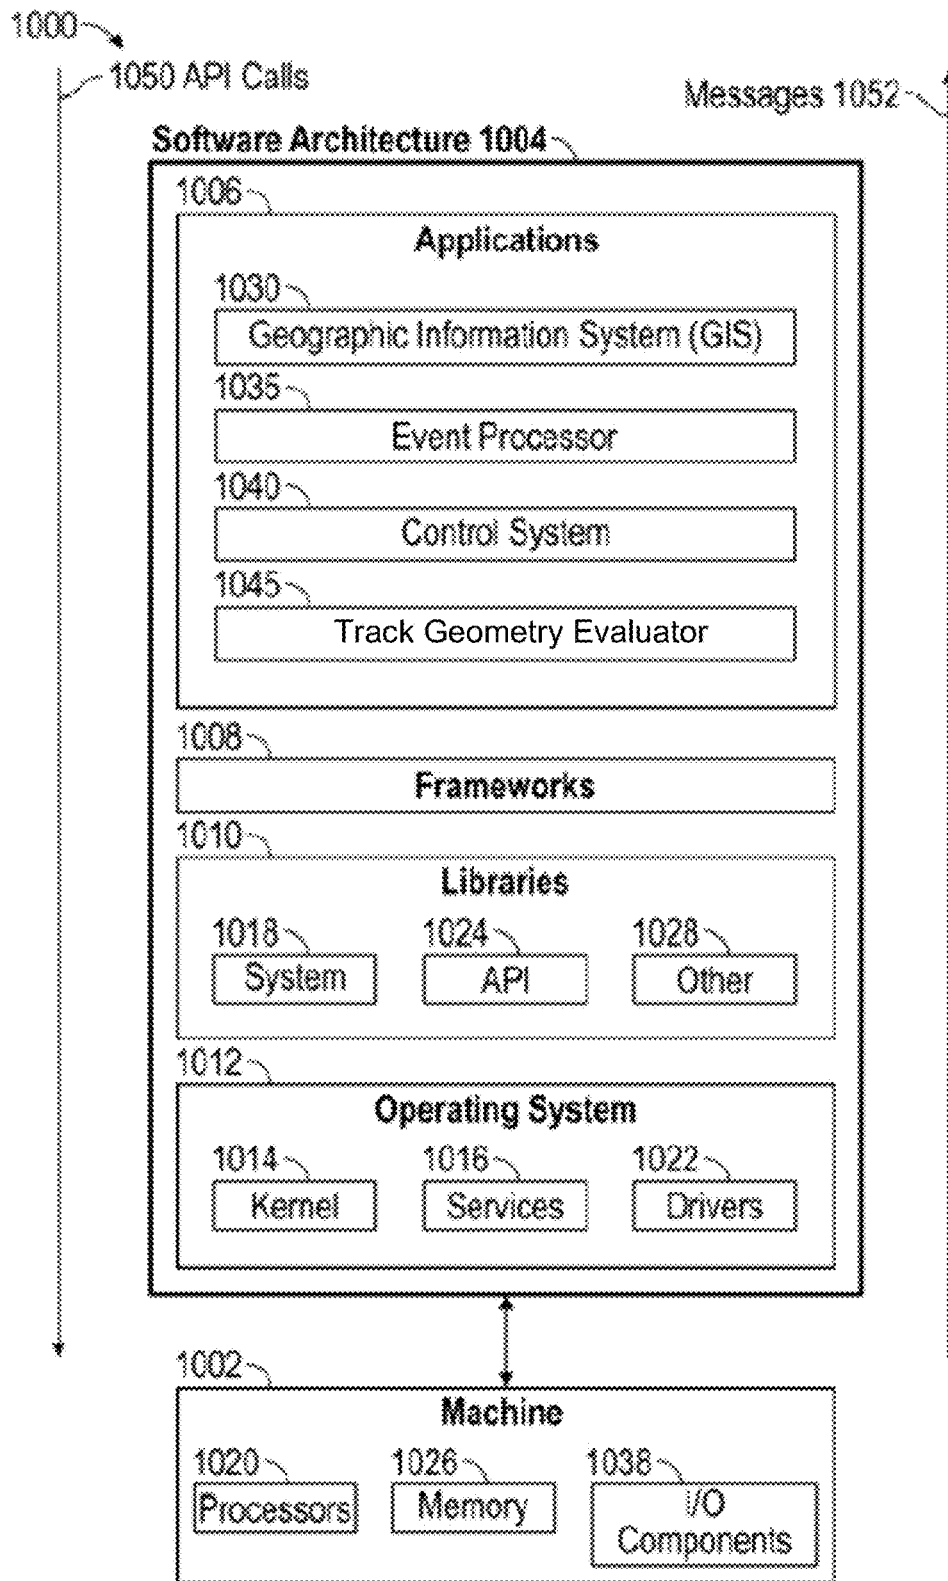 1000
1050 API Calls
Messages 1052
Software Architecture 1004
1006
Applications
1030
Geographic Information System (GIS)
1035
Event Processor
1040
Control System
1045
Track Geometry Evaluator
1008
Frameworks
1010
Libraries
1018 1024 1028
System API Other
1012
Operating System
1014 1016 1022
Kernel Services Drivers
1002
Machine
1020 1026 1038
Processors Memory I/O
Components